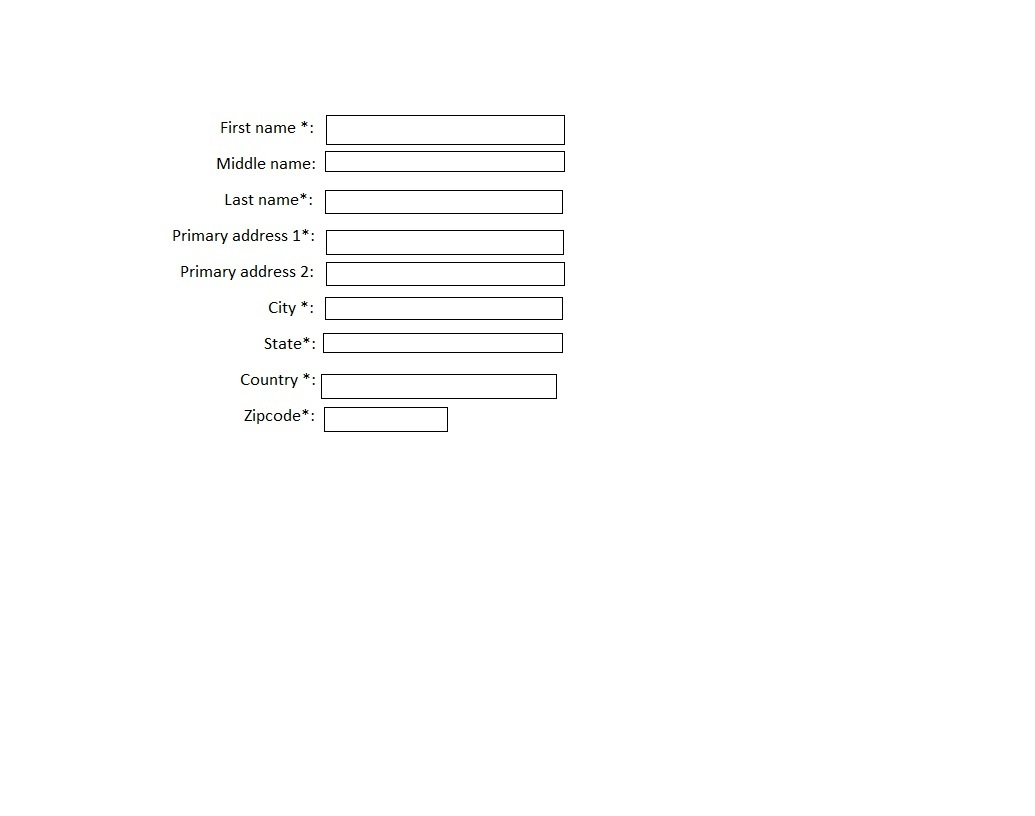 First name *:
Middle name:
Last name*:
Primary address 1*:
Primary address 2:
City *:
State*:
Country *:
Zipcode*: